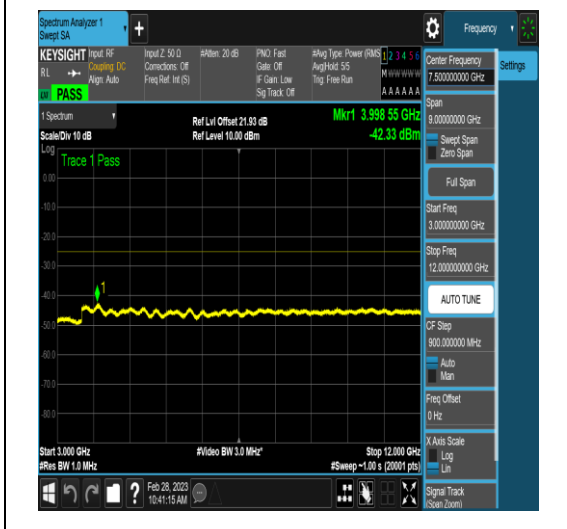 Spectrum Analyzer 1
Swept SA
+
Frequency
KEYSIGHT
RL
PASS
Input: RF
Coupling: DC
Align: Auto
Input Z: 50 Ω
Corrections: Off
Freq Ref: Int (S)
#Atten: 20 dB
PNO: Fast
Gate: Off
IF Gain: Low
Sig Track: Off
#Avg Type: Power (RMS
Avg|Hold: 5/5
Trig: Free Run
1 2 3 4 5 6
M W W W W W
A A A A A A
1 Spectrum
Scale/Div 10 dB
Ref Lvl Offset 21.93 dB
Ref Level 10.00 dBm
Mkr1 3.998 55 GHz
-42.33 dBm
Log
Trace 1 Pass
0.00
-10.0
-20.0
-30.0
-40.0
-50.0
-60.0
-70.0
-80.0
1
Start 3.000 GHz
#Res BW 1.0 MHz
#Video BW 3.0 MHz*
Stop 12.000 GHz
#Sweep ~1.00 s (20001 pts)
Center Frequency
7.500000000 GHz
Settings
Span
9.00000000 GHz
Swept Span
Zero Span
Full Span
Start Freq
3.000000000 GHz
Stop Freq
12.000000000 GHz
AUTO TUNE
CF Step
900.000000 MHz
Auto
Man
Freq Offset
0 Hz
X Axis Scale
Log
Lin
Signal Track
(Span Zoom)
?
Feb 28, 2023
10:41:15 AM